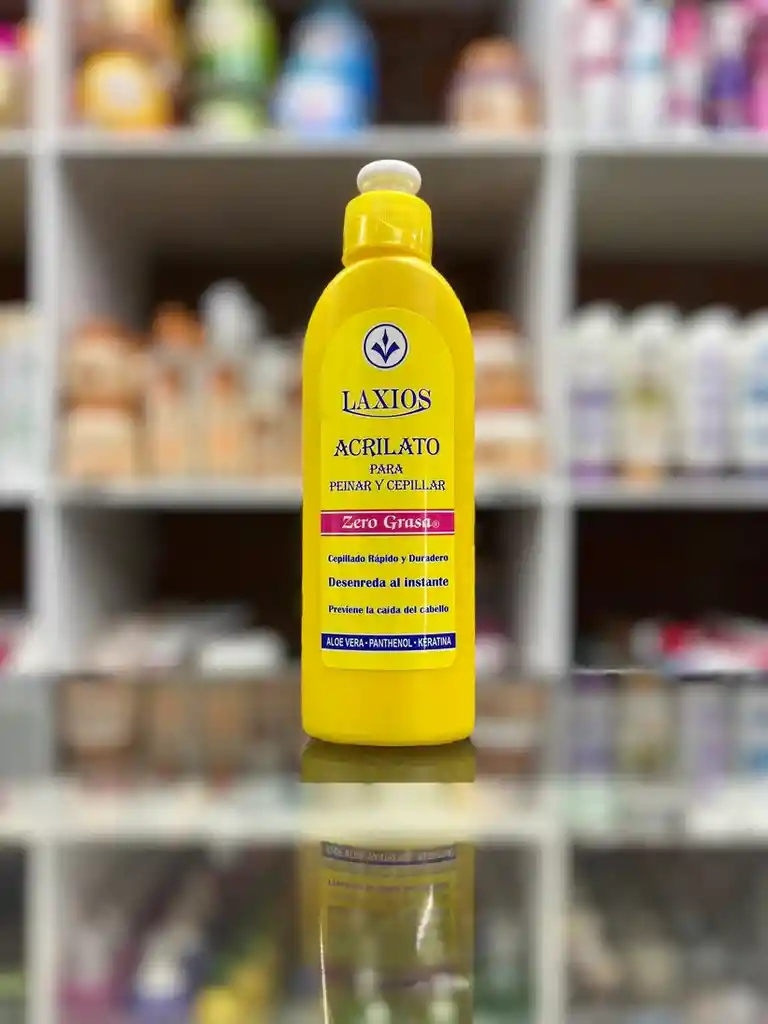 LAXIOS
ACRILATO
PARA
PEINAR Y CEPILLAR
Zero Grasa®
Cepillado Rápido y Duradero
Desenreda al instante
Previene la caída del cabello
ALOE VERA • PANTHENOL • KERATINA